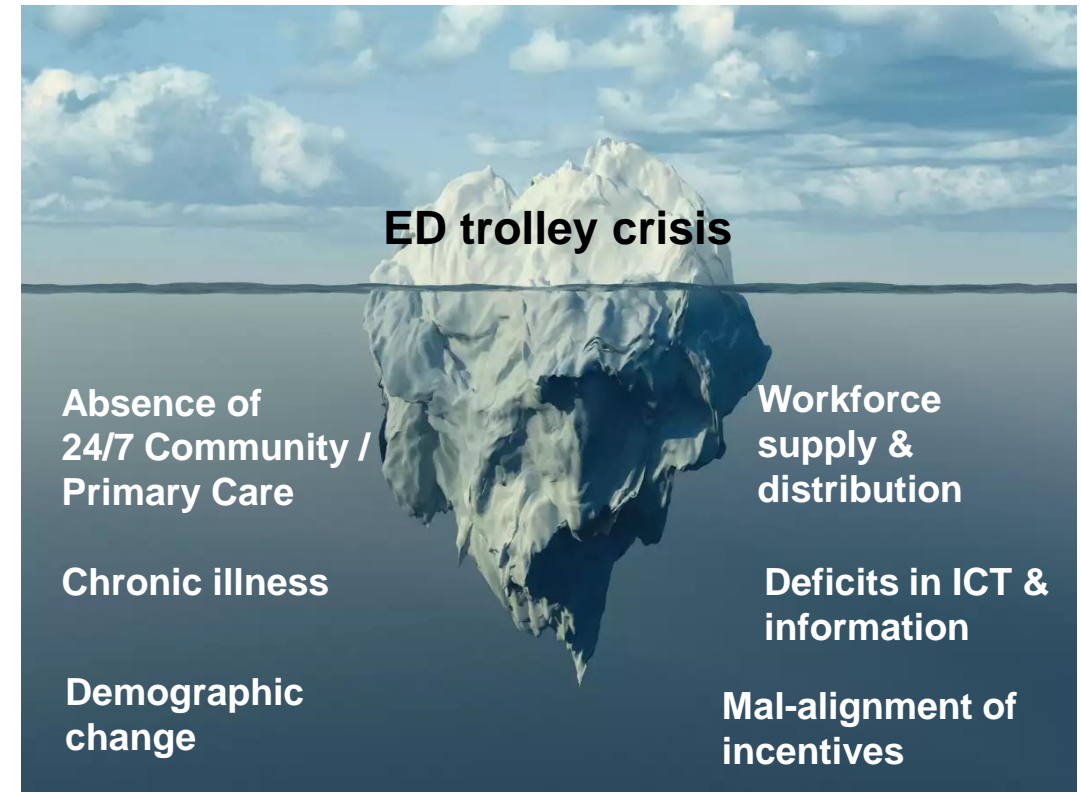 ED trolley crisis
Absence of
24/7 Community /
Primary Care
Chronic illness
Demographic
change
Workforce
supply &
distribution
Deficits in ICT &
information
Mal-alignment of
incentives